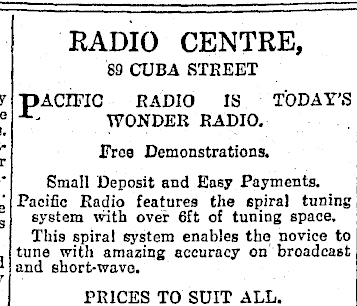 RADIO CENTRE,
89 CUBA STREET
PACIFIC RADIO IS TODAY'S
WONDER RADIO.
Free Demonstrations.
Small Deposit and Easy Payments.
Pacific Radio features the spiral tuning
system with over 6ft of tuning space.
This spiral system enables the novice to
tune with amazing accuracy on broadcast
and short-wave.
PRICES TO SUIT ALL.